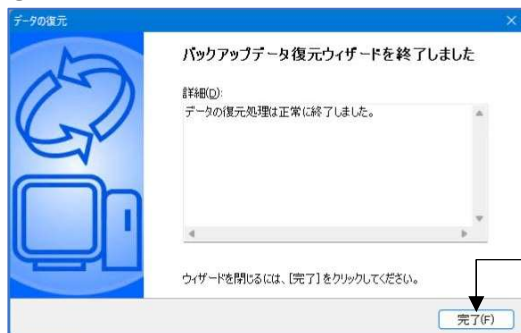 データの復元
バックアップデータ復元ウィザードを終了しました
詳細(D):
データの復元処理は正常に終了しました。
ウィザードを閉じるには、[完了]をクリックしてください。
完了(F)